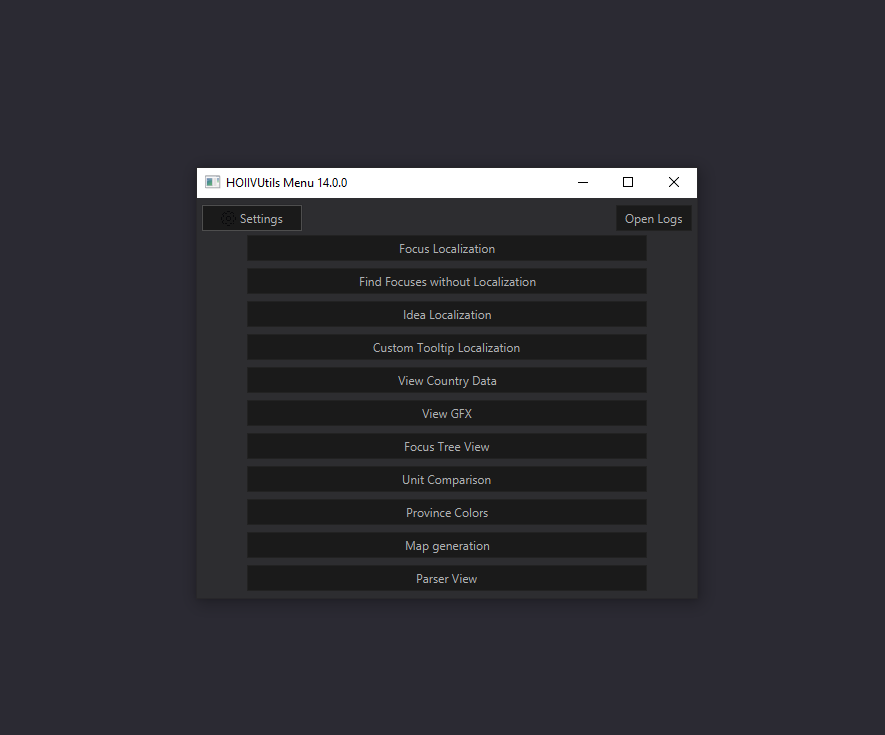 HOIIVUtils Menu 14.0.0
Settings
Open Logs
Focus Localization
Find Focuses without Localization
Idea Localization
Custom Tooltip Localization
View Country Data
View GFX
Focus Tree View
Unit Comparison
Province Colors
Map generation
Parser View